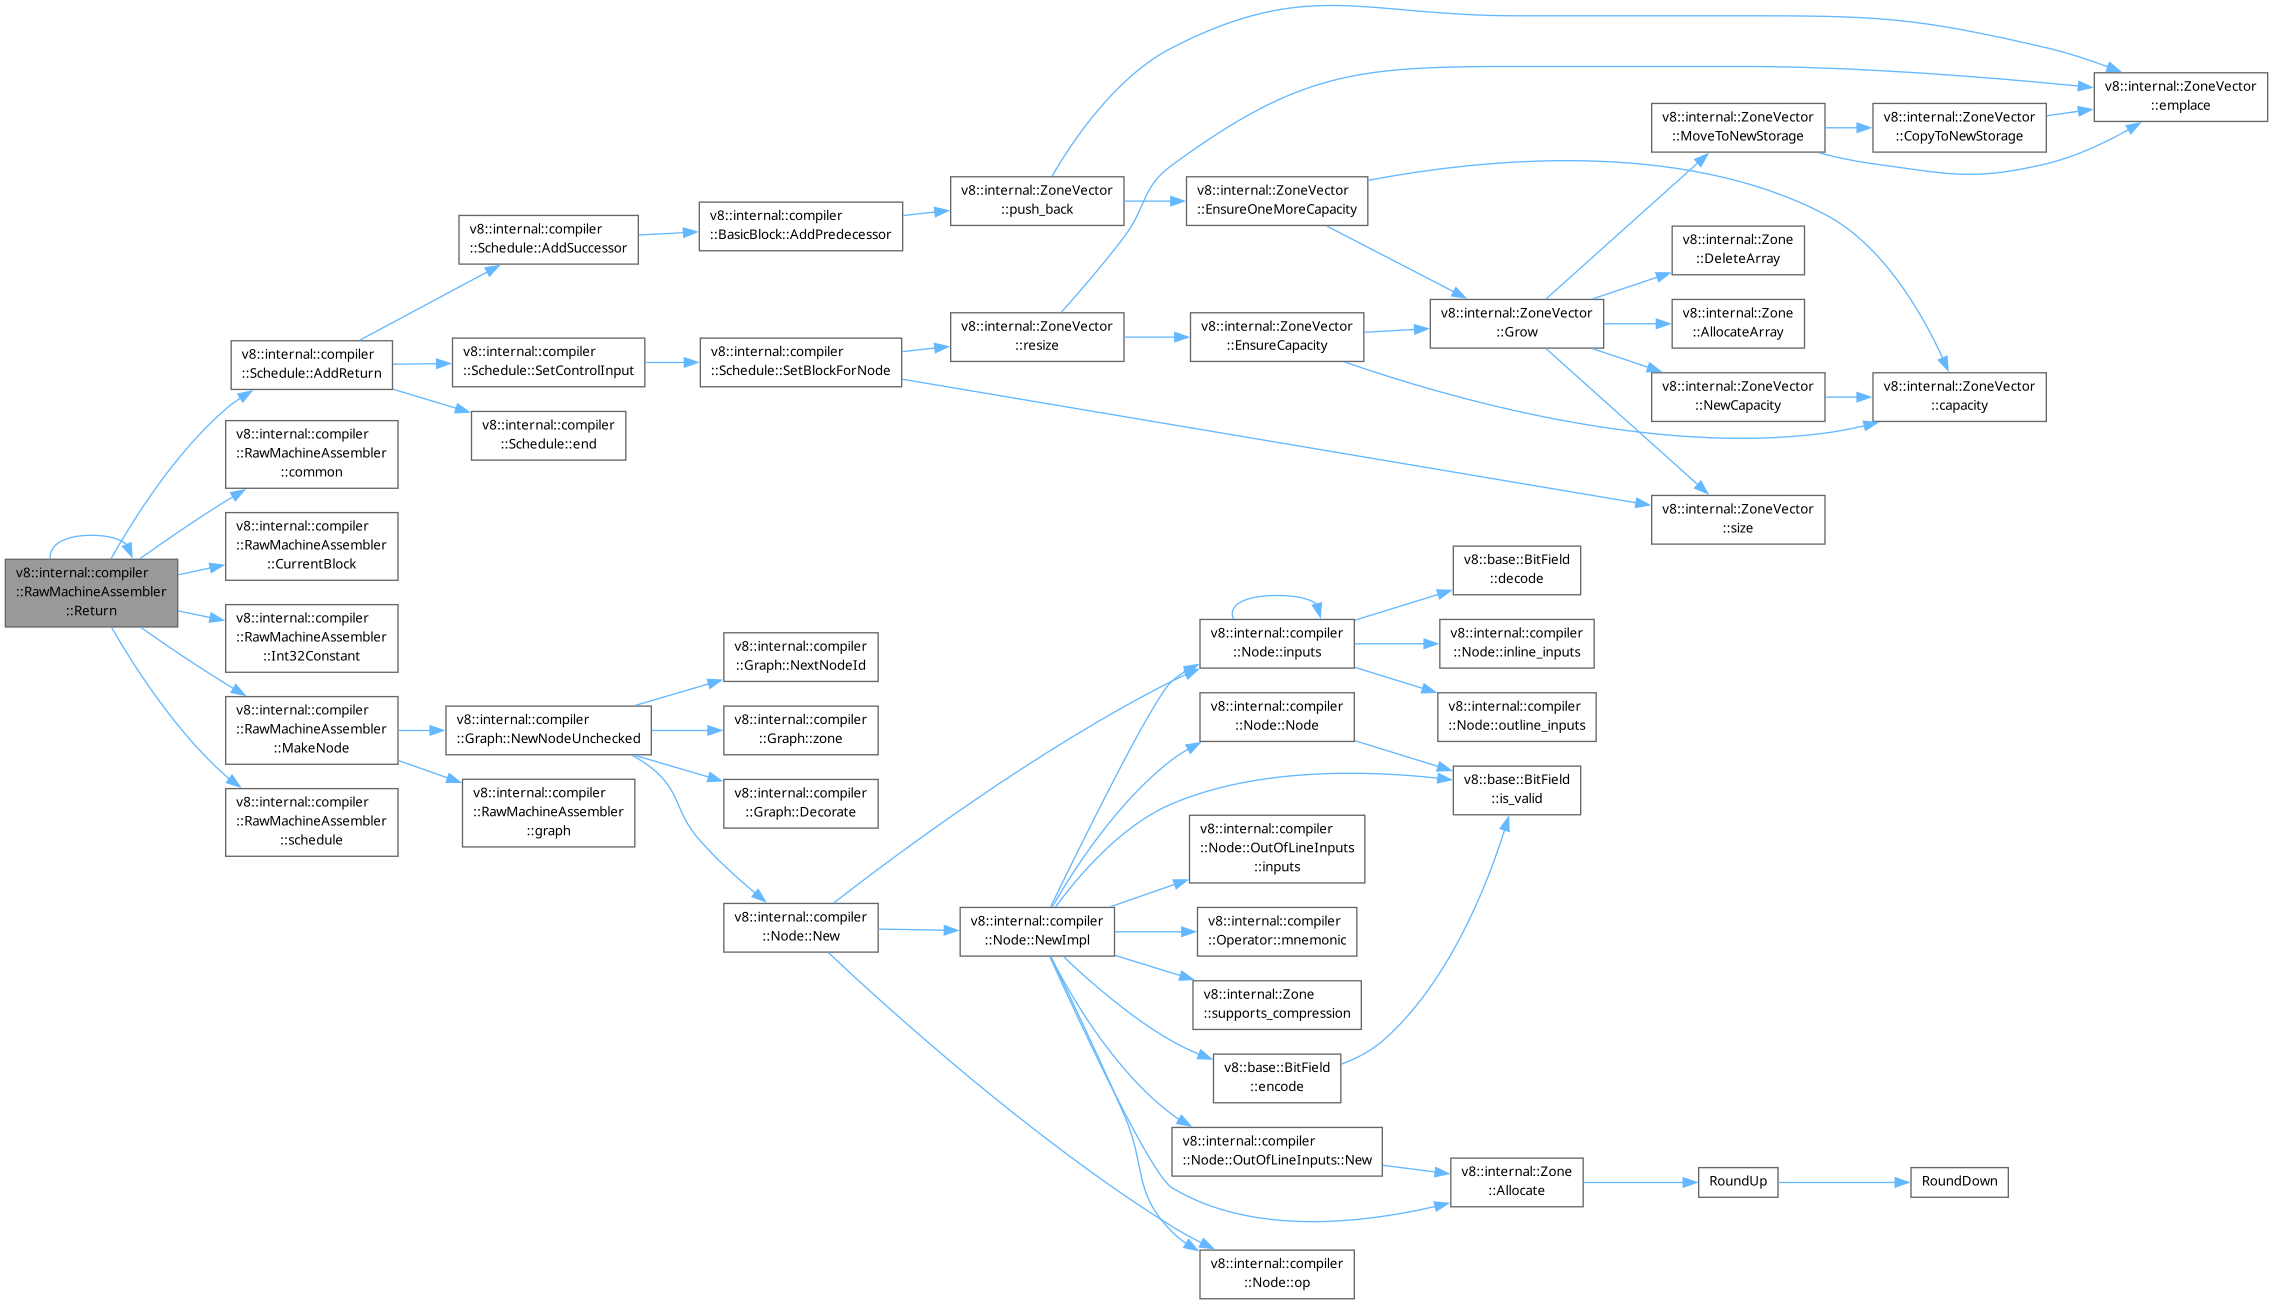 v8::internal::compiler
::RawMachineAssembler
::Return
v8::internal::compiler
::Schedule::AddReturn
v8::internal::compiler
::RawMachineAssembler
::common
v8::internal::compiler
::RawMachineAssembler
::CurrentBlock
v8::internal::compiler
::RawMachineAssembler
::Int32Constant
v8::internal::compiler
::RawMachineAssembler
::MakeNode
v8::internal::compiler
::RawMachineAssembler
::schedule
v8::internal::compiler
::Schedule::AddSuccessor
v8::internal::compiler
::Schedule::SetControlInput
v8::internal::compiler
::Schedule::end
v8::internal::compiler
::Graph::NewNodeUnchecked
v8::internal::compiler
::RawMachineAssembler
::graph
v8::internal::compiler
::BasicBlock::AddPredecessor
v8::internal::compiler
::Schedule::SetBlockForNode
v8::internal::compiler
::Graph::NextNodeId
v8::internal::compiler
::Graph::zone
v8::internal::compiler
::Graph::Decorate
v8::internal::compiler
::Node::New
v8::internal::ZoneVector
::push_back
v8::internal::ZoneVector
::resize
v8::internal::compiler
::Node::NewImpl
v8::internal::ZoneVector
::EnsureOneMoreCapacity
v8::internal::ZoneVector
::EnsureCapacity
v8::internal::compiler
::Node::inputs
v8::internal::compiler
::Node::Node
v8::internal::compiler
::Node::OutOfLineInputs
::inputs
v8::internal::compiler
::Operator::mnemonic
v8::internal::Zone
::supports_compression
v8::base::BitField
::encode
v8::internal::compiler
::Node::OutOfLineInputs::New
v8::internal::compiler
::Node::op
v8::internal::ZoneVector
::Grow
v8::base::BitField
::decode
v8::internal::compiler
::Node::inline_inputs
v8::internal::compiler
::Node::outline_inputs
v8::base::BitField
::is_valid
v8::internal::Zone
::Allocate
v8::internal::ZoneVector
::MoveToNewStorage
v8::internal::Zone
::DeleteArray
v8::internal::Zone
::AllocateArray
v8::internal::ZoneVector
::NewCapacity
v8::internal::ZoneVector
::size
RoundUp
v8::internal::ZoneVector
::CopyToNewStorage
v8::internal::ZoneVector
::capacity
RoundDown
v8::internal::ZoneVector
::emplace